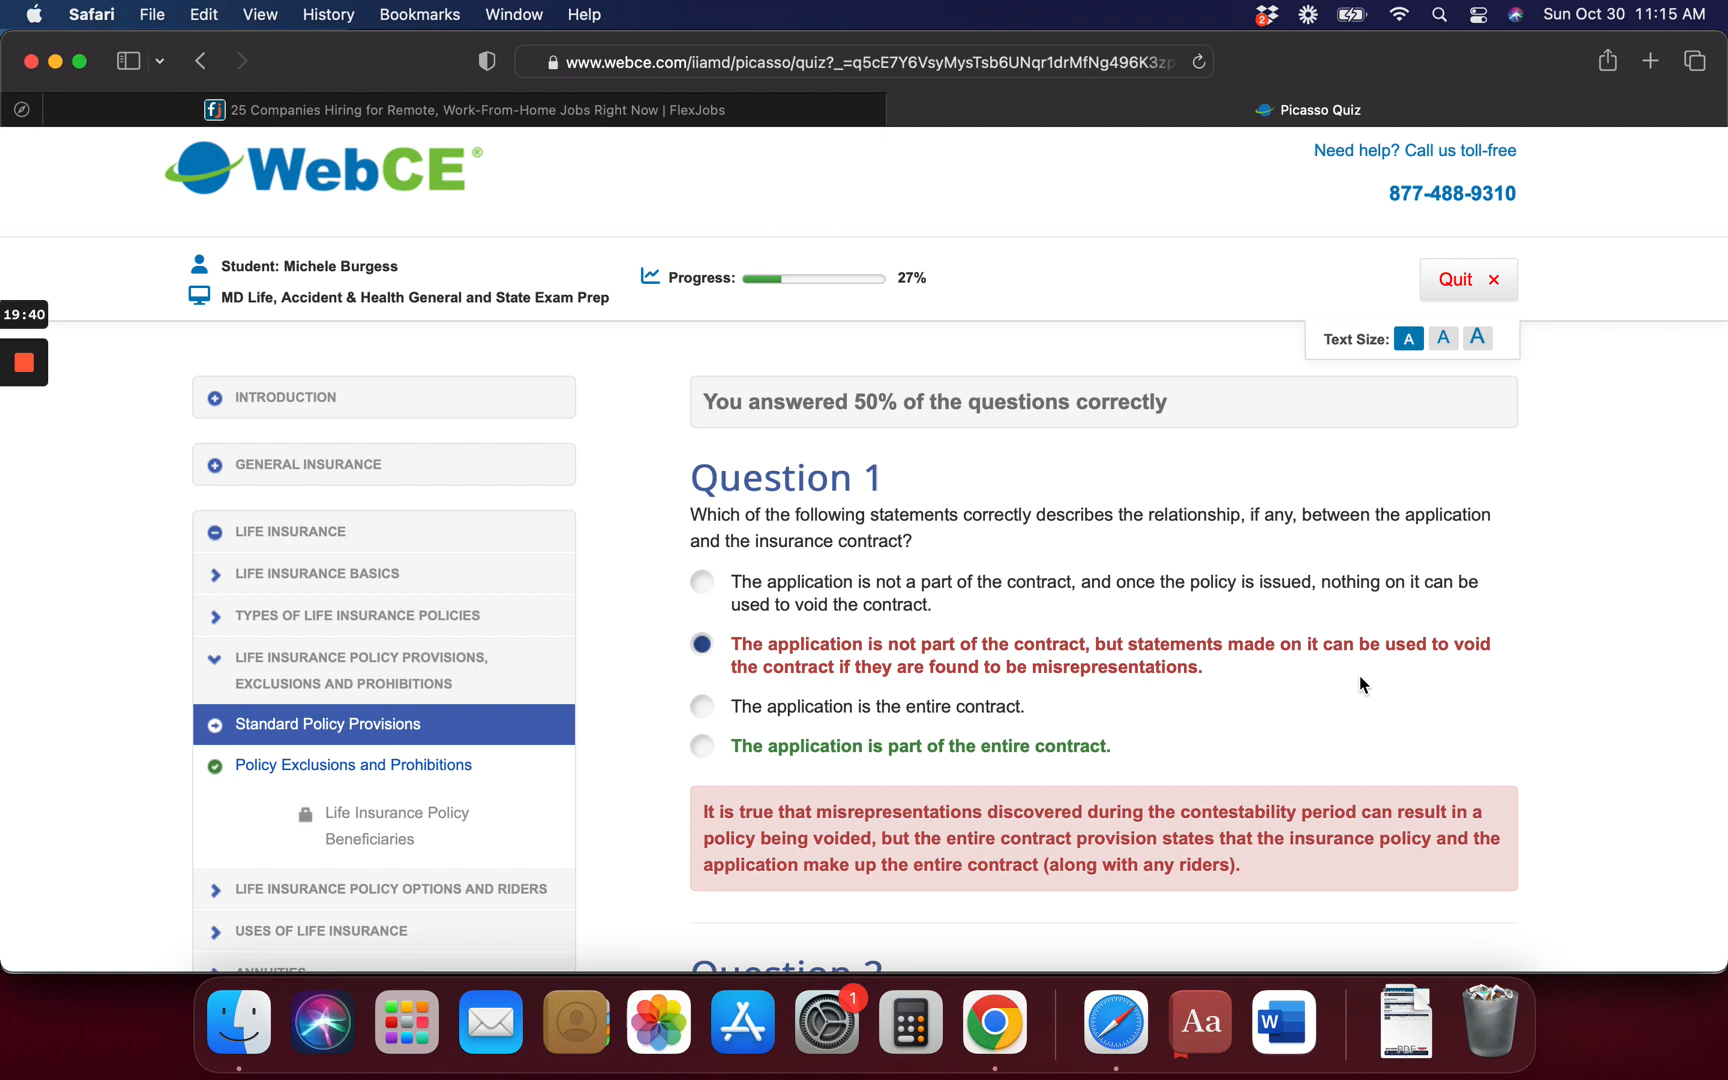 Safari File Edit View History Bookmarks Window Help
2
Sun Oct 30 11:15 AM
www.webce.com/iiamd/picasso/quiz?_=q5cE7Y6VsyMysTsb6UNqr1drMfNg496K3zp
fj 25 Companies Hiring for Remote, Work-From-Home Jobs Right Now | FlexJobs
Picasso Quiz
WebCE®
Need help? Call us toll-free
877-488-9310
Student: Michele Burgess
MD Life, Accident & Health General and State Exam Prep
Progress: 27%
Quit ×
19:40
Text Size: A A A
INTRODUCTION
GENERAL INSURANCE
LIFE INSURANCE
LIFE INSURANCE BASICS
TYPES OF LIFE INSURANCE POLICIES
LIFE INSURANCE POLICY PROVISIONS,
EXCLUSIONS AND PROHIBITIONS
Standard Policy Provisions
Policy Exclusions and Prohibitions
Life Insurance Policy
Beneficiaries
LIFE INSURANCE POLICY OPTIONS AND RIDERS
USES OF LIFE INSURANCE
ANNUITIES
You answered 50% of the questions correctly
Question 1
Which of the following statements correctly describes the relationship, if any, between the application
and the insurance contract?
The application is not a part of the contract, and once the policy is issued, nothing on it can be
used to void the contract.
The application is not part of the contract, but statements made on it can be used to void
the contract if they are found to be misrepresentations.
The application is the entire contract.
The application is part of the entire contract.
It is true that misrepresentations discovered during the contestability period can result in a
policy being voided, but the entire contract provision states that the insurance policy and the
application make up the entire contract (along with any riders).
Question 2
1
Aa
W
PDF